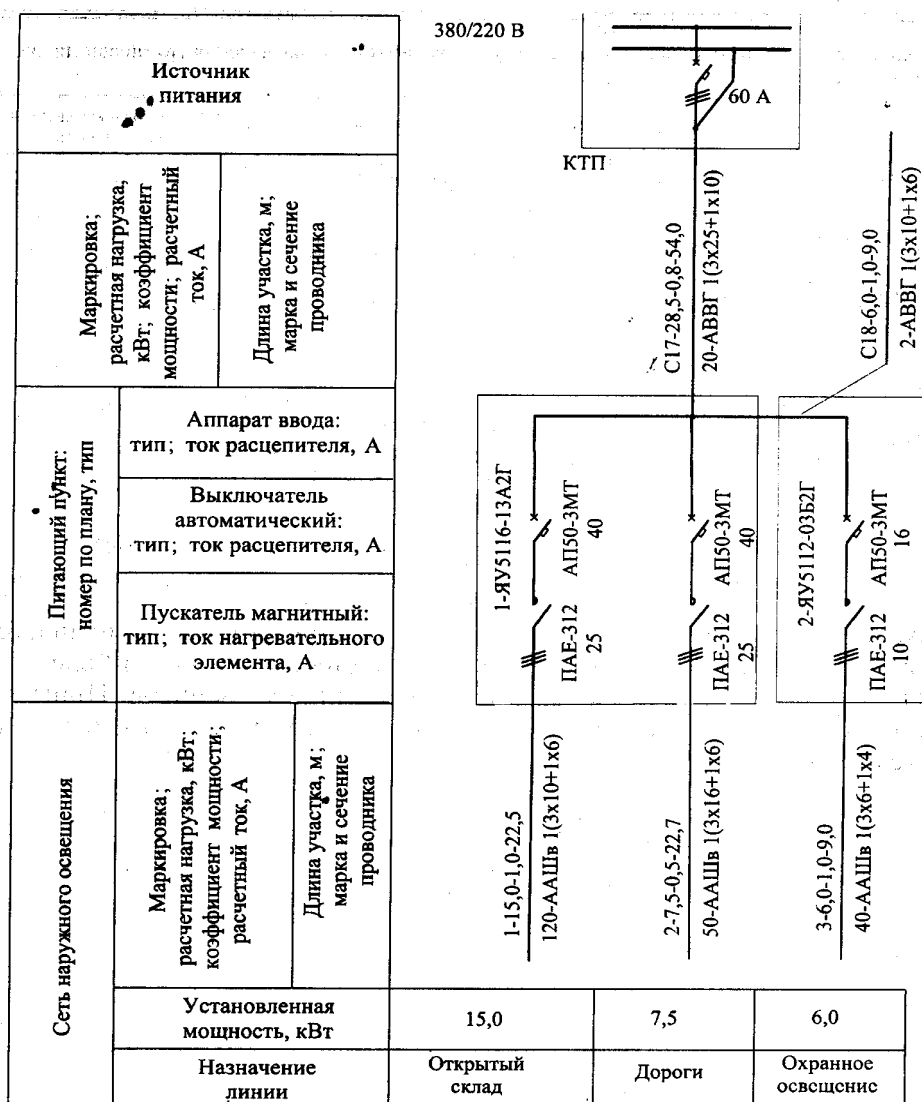 380/220 В
Источник
питания
60 А
КТП
Маркировка;
расчетная нагрузка,
кВт; коэффициент
мощности; расчетный
ток, А
Длина участка, м;
марка и сечение
проводника
С17-28,5-0,8-54,0
20-АВВГ 1(3х25+1х10)
С18-6,0-1,0-9,0
2-АВВГ 1(3х10+1х6)
Питающий пункт:
номер по плану, тип
Аппарат ввода:
тип; ток расцепителя, А
Выключатель
автоматический:
тип; ток расцепителя, А
Пускатель магнитный:
тип; ток нагревательного
элемента, А
1-ЯУ5116-13А2Г
АП50-3МТ
40
ПАЕ-312
25
АП50-3МТ
40
ПАЕ-312
25
2-ЯУ5112-03Б2Г
АП50-3МТ
16
ПАЕ-312
10
Сеть наружного освещения
Маркировка;
расчетная нагрузка, кВт;
коэффициент мощности;
расчетный ток, А
Длина участка, м;
марка и сечение
проводника
1-15,0-1,0-22,5
120-ААШв 1(3х10+1х6)
2-7,5-0,5-22,7
50-ААШв 1(3х16+1х6)
3-6,0-1,0-9,0
40-ААШв 1(3х6+1х4)
Установленная
мощность, кВт
15,0
7,5
6,0
Назначение
линии
Открытый
склад
Дороги
Охранное
освещение